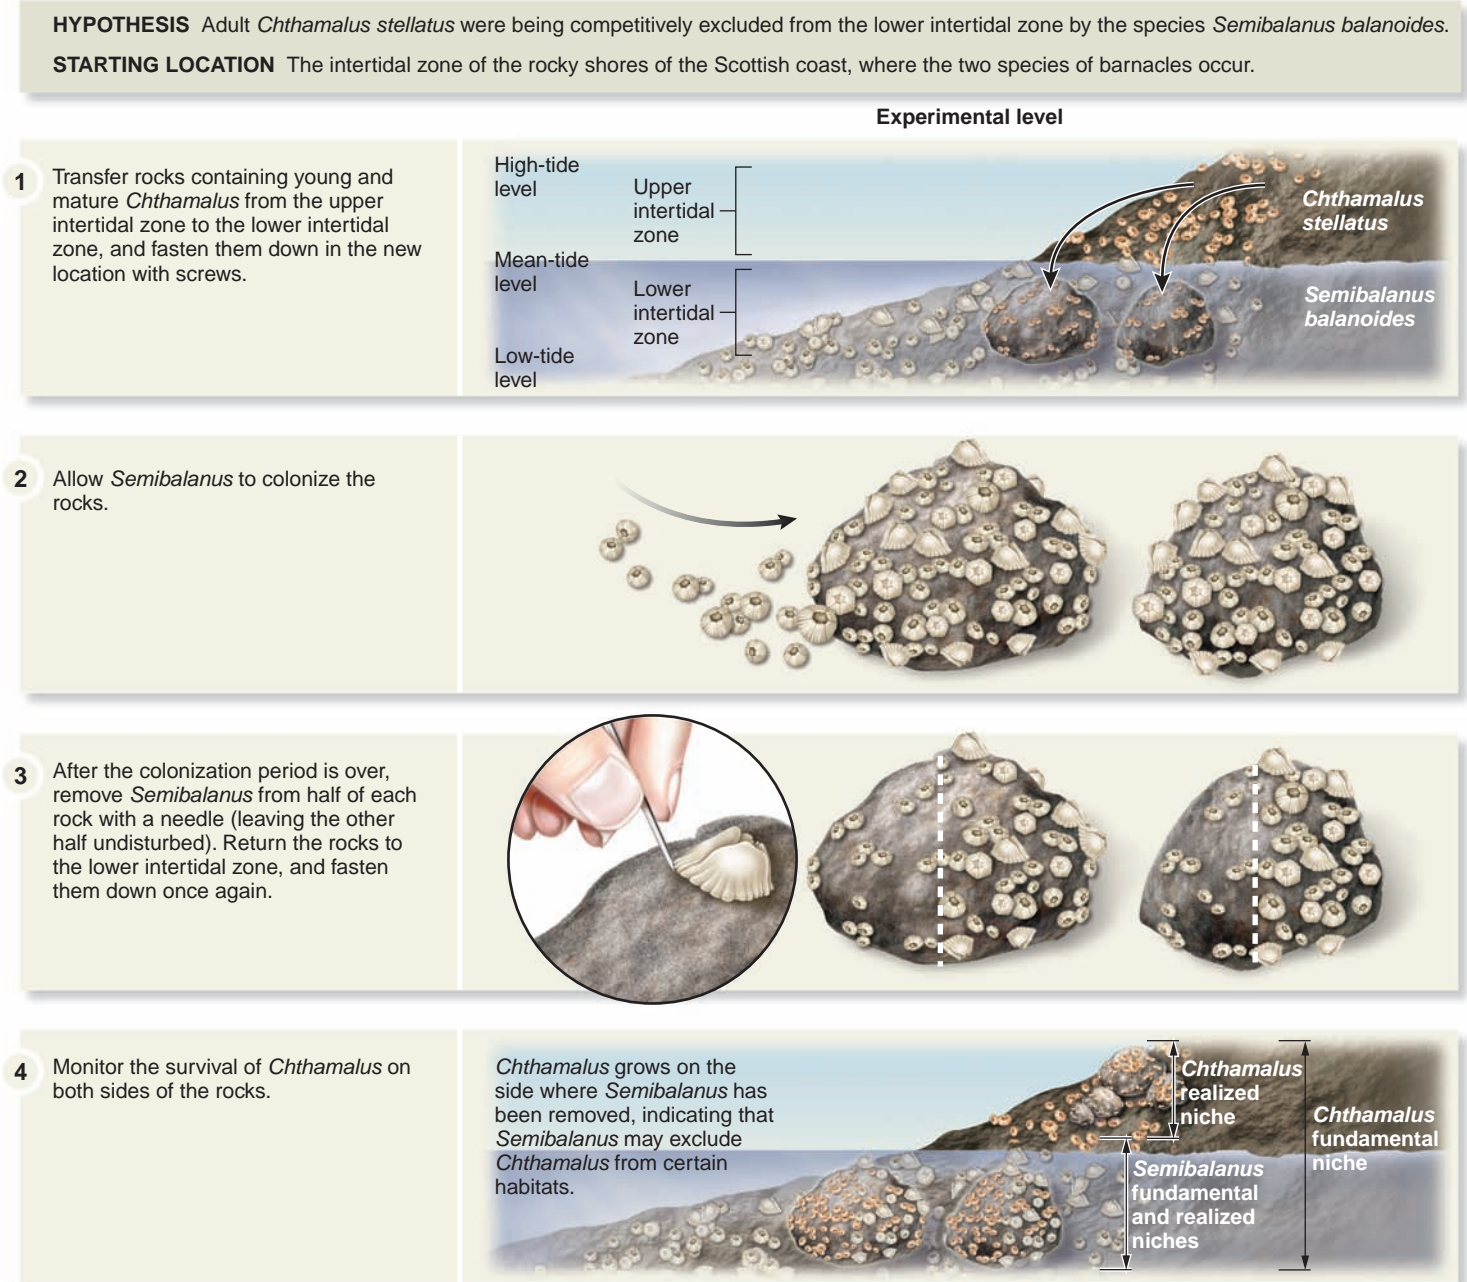 HYPOTHESIS Adult Chthamalus stellatus were being competitively excluded from the lower intertidal zone by the species Semibalanus balanoides.
STARTING LOCATION The intertidal zone of the rocky shores of the Scottish coast, where the two species of barnacles occur.
Experimental level
1
Transfer rocks containing young and
mature Chthamalus from the upper
intertidal zone to the lower intertidal
zone, and fasten them down in the new
location with screws.
High-tide
level
Upper
intertidal
zone
Mean-tide
level
Lower
intertidal
zone
Low-tide
level
Chthamalus
stellatus
Semibalanus
balanoides
2
Allow Semibalanus to colonize the
rocks.
3
After the colonization period is over,
remove Semibalanus from half of each
rock with a needle (leaving the other
half undisturbed). Return the rocks to
the lower intertidal zone, and fasten
them down once again.
4
Monitor the survival of Chthamalus on
both sides of the rocks.
Chthamalus grows on the
side where Semibalanus has
been removed, indicating that
Semibalanus may exclude
Chthamalus from certain
habitats.
Chthamalus
realized
niche
Semibalanus
fundamental
and realized
niches
Chthamalus
fundamental
niche